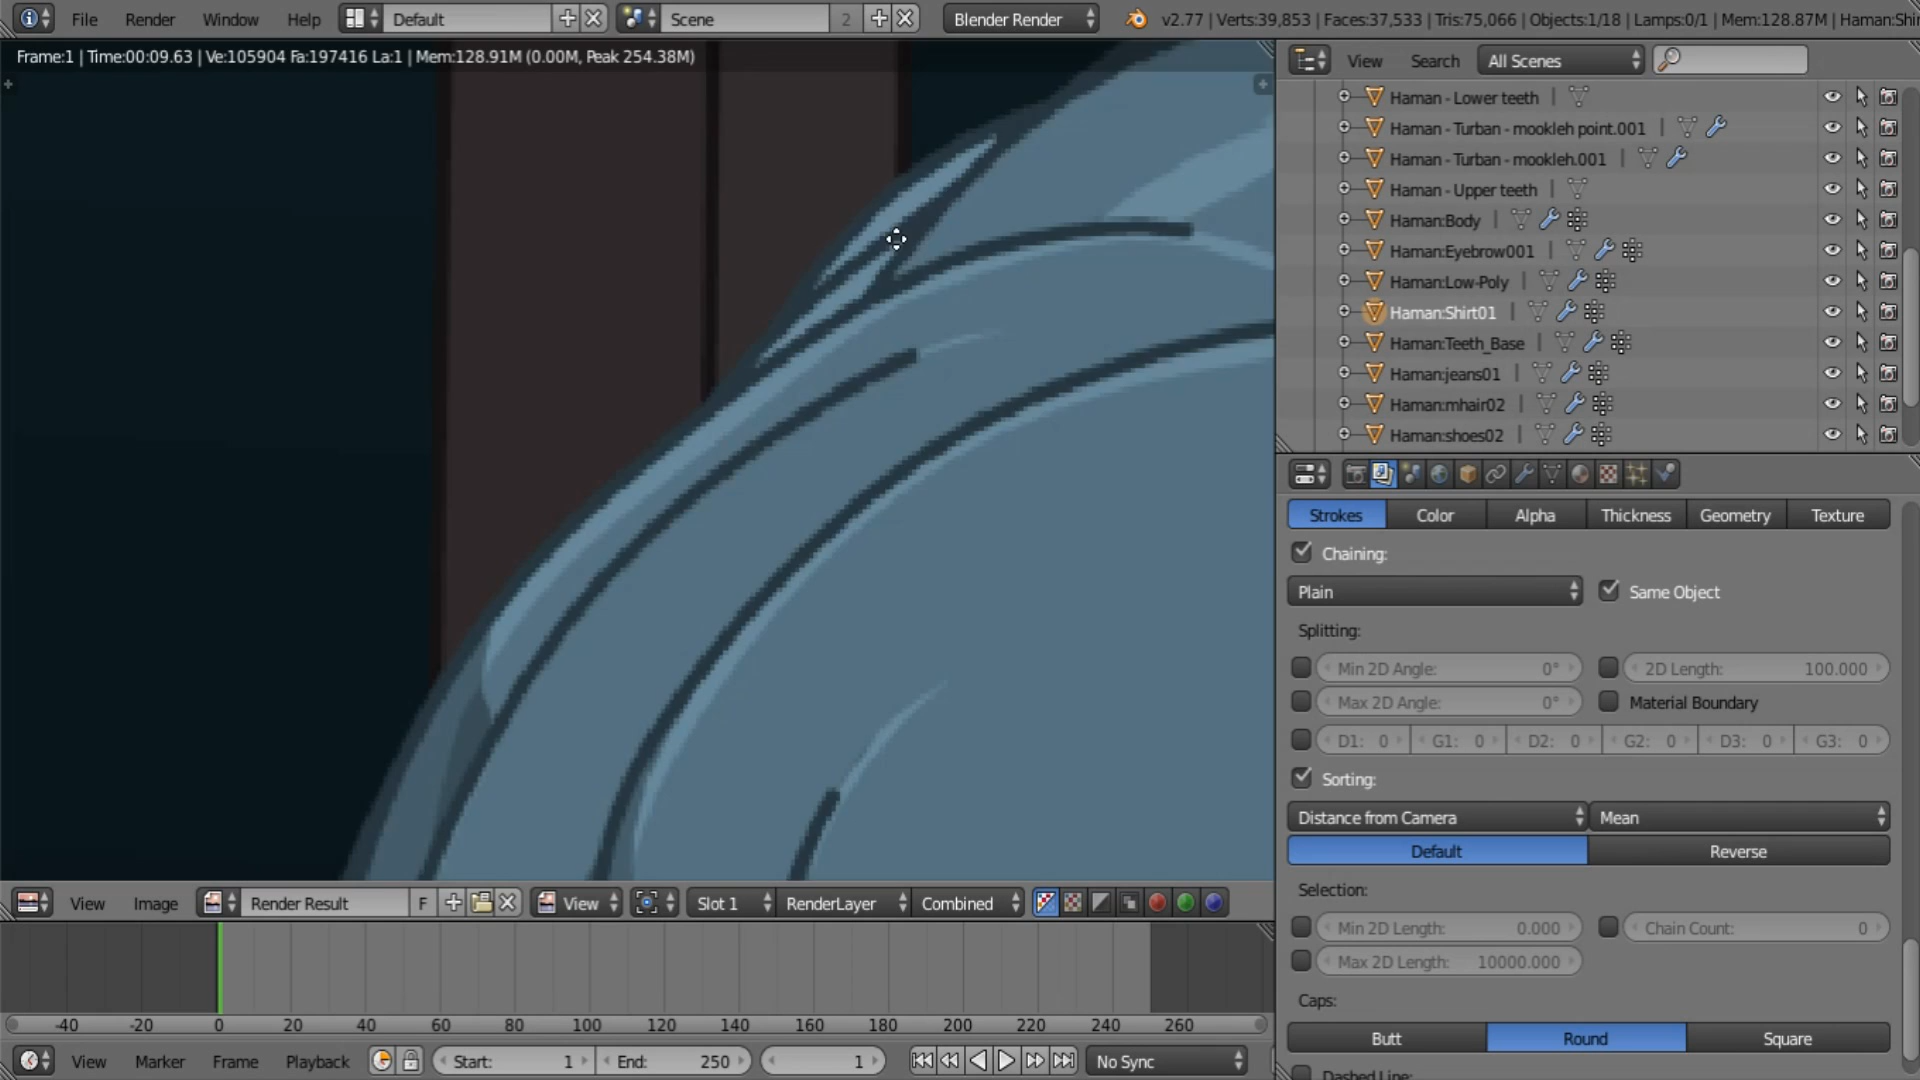 File Render Window Help Default Scene 2 Blender Render v2.77 | Verts:39,853 | Faces:37,533 | Tris:75,066 | Objects:1/18 | Lamps:0/1 | Mem:128.87M | Haman:Shi
Frame:1 | Time:00:09.63 | Ve:105904 Fa:197416 La:1 | Mem:128.91M (0.00M, Peak 254.38M)
View Search All Scenes
Haman - Lower teeth
Haman - Turban - mookleh point.001
Haman - Turban - mookleh.001
Haman - Upper teeth
Haman:Body
Haman:Eyebrow001
Haman:Low-Poly
Haman:Shirt01
Haman:Teeth_Base
Haman:jeans01
Haman:mhair02
Haman:shoes02
Strokes Color Alpha Thickness Geometry Texture
Chaining:
Plain Same Object
Splitting:
Min 2D Angle: 0° 2D Length: 100.000
Max 2D Angle: 0° Material Boundary
D1: 0 G1: 0 D2: 0 G2: 0 D3: 0 G3: 0
Sorting:
Distance from Camera Mean
Default Reverse
Selection:
Min 2D Length: 0.000 Chain Count: 0
Max 2D Length: 10000.000
Caps:
Butt Round Square
Dashed Line:
View Image Render Result F View Slot 1 RenderLayer Combined
-40 -20 0 20 40 60 80 100 120 140 160 180 200 220 240 260
View Marker Frame Playback Start: 1 End: 250 1 No Sync